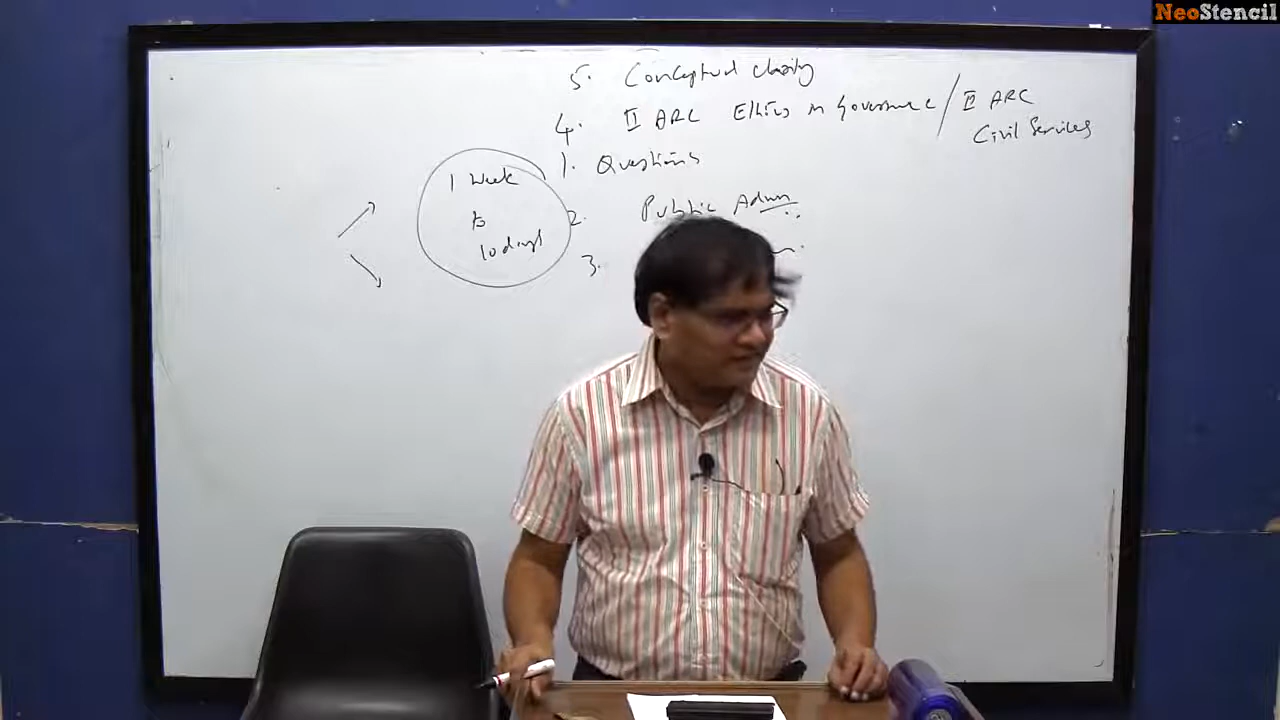 NeoStencil
5. Conceptual clarity
4. II ARC Ethics in Governance / II ARC
Civil Services
1. Questions
1 Week
to
10 days
2. Public Admn
3.